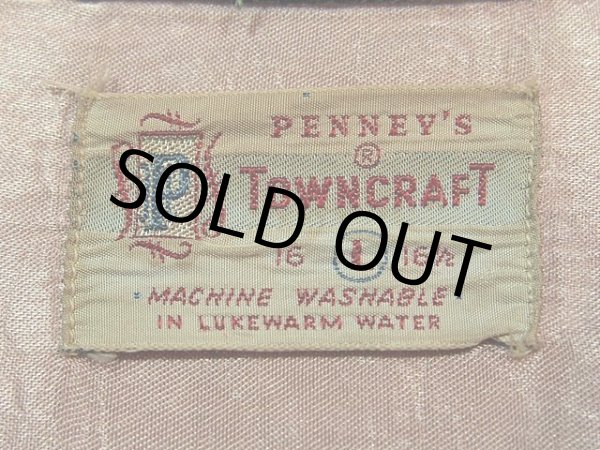 PENNEY'S
®
P TOWNCRAFT
SOLD OUT
16 L 16½
MACHINE WASHABLE
IN LUKEWARM WATER